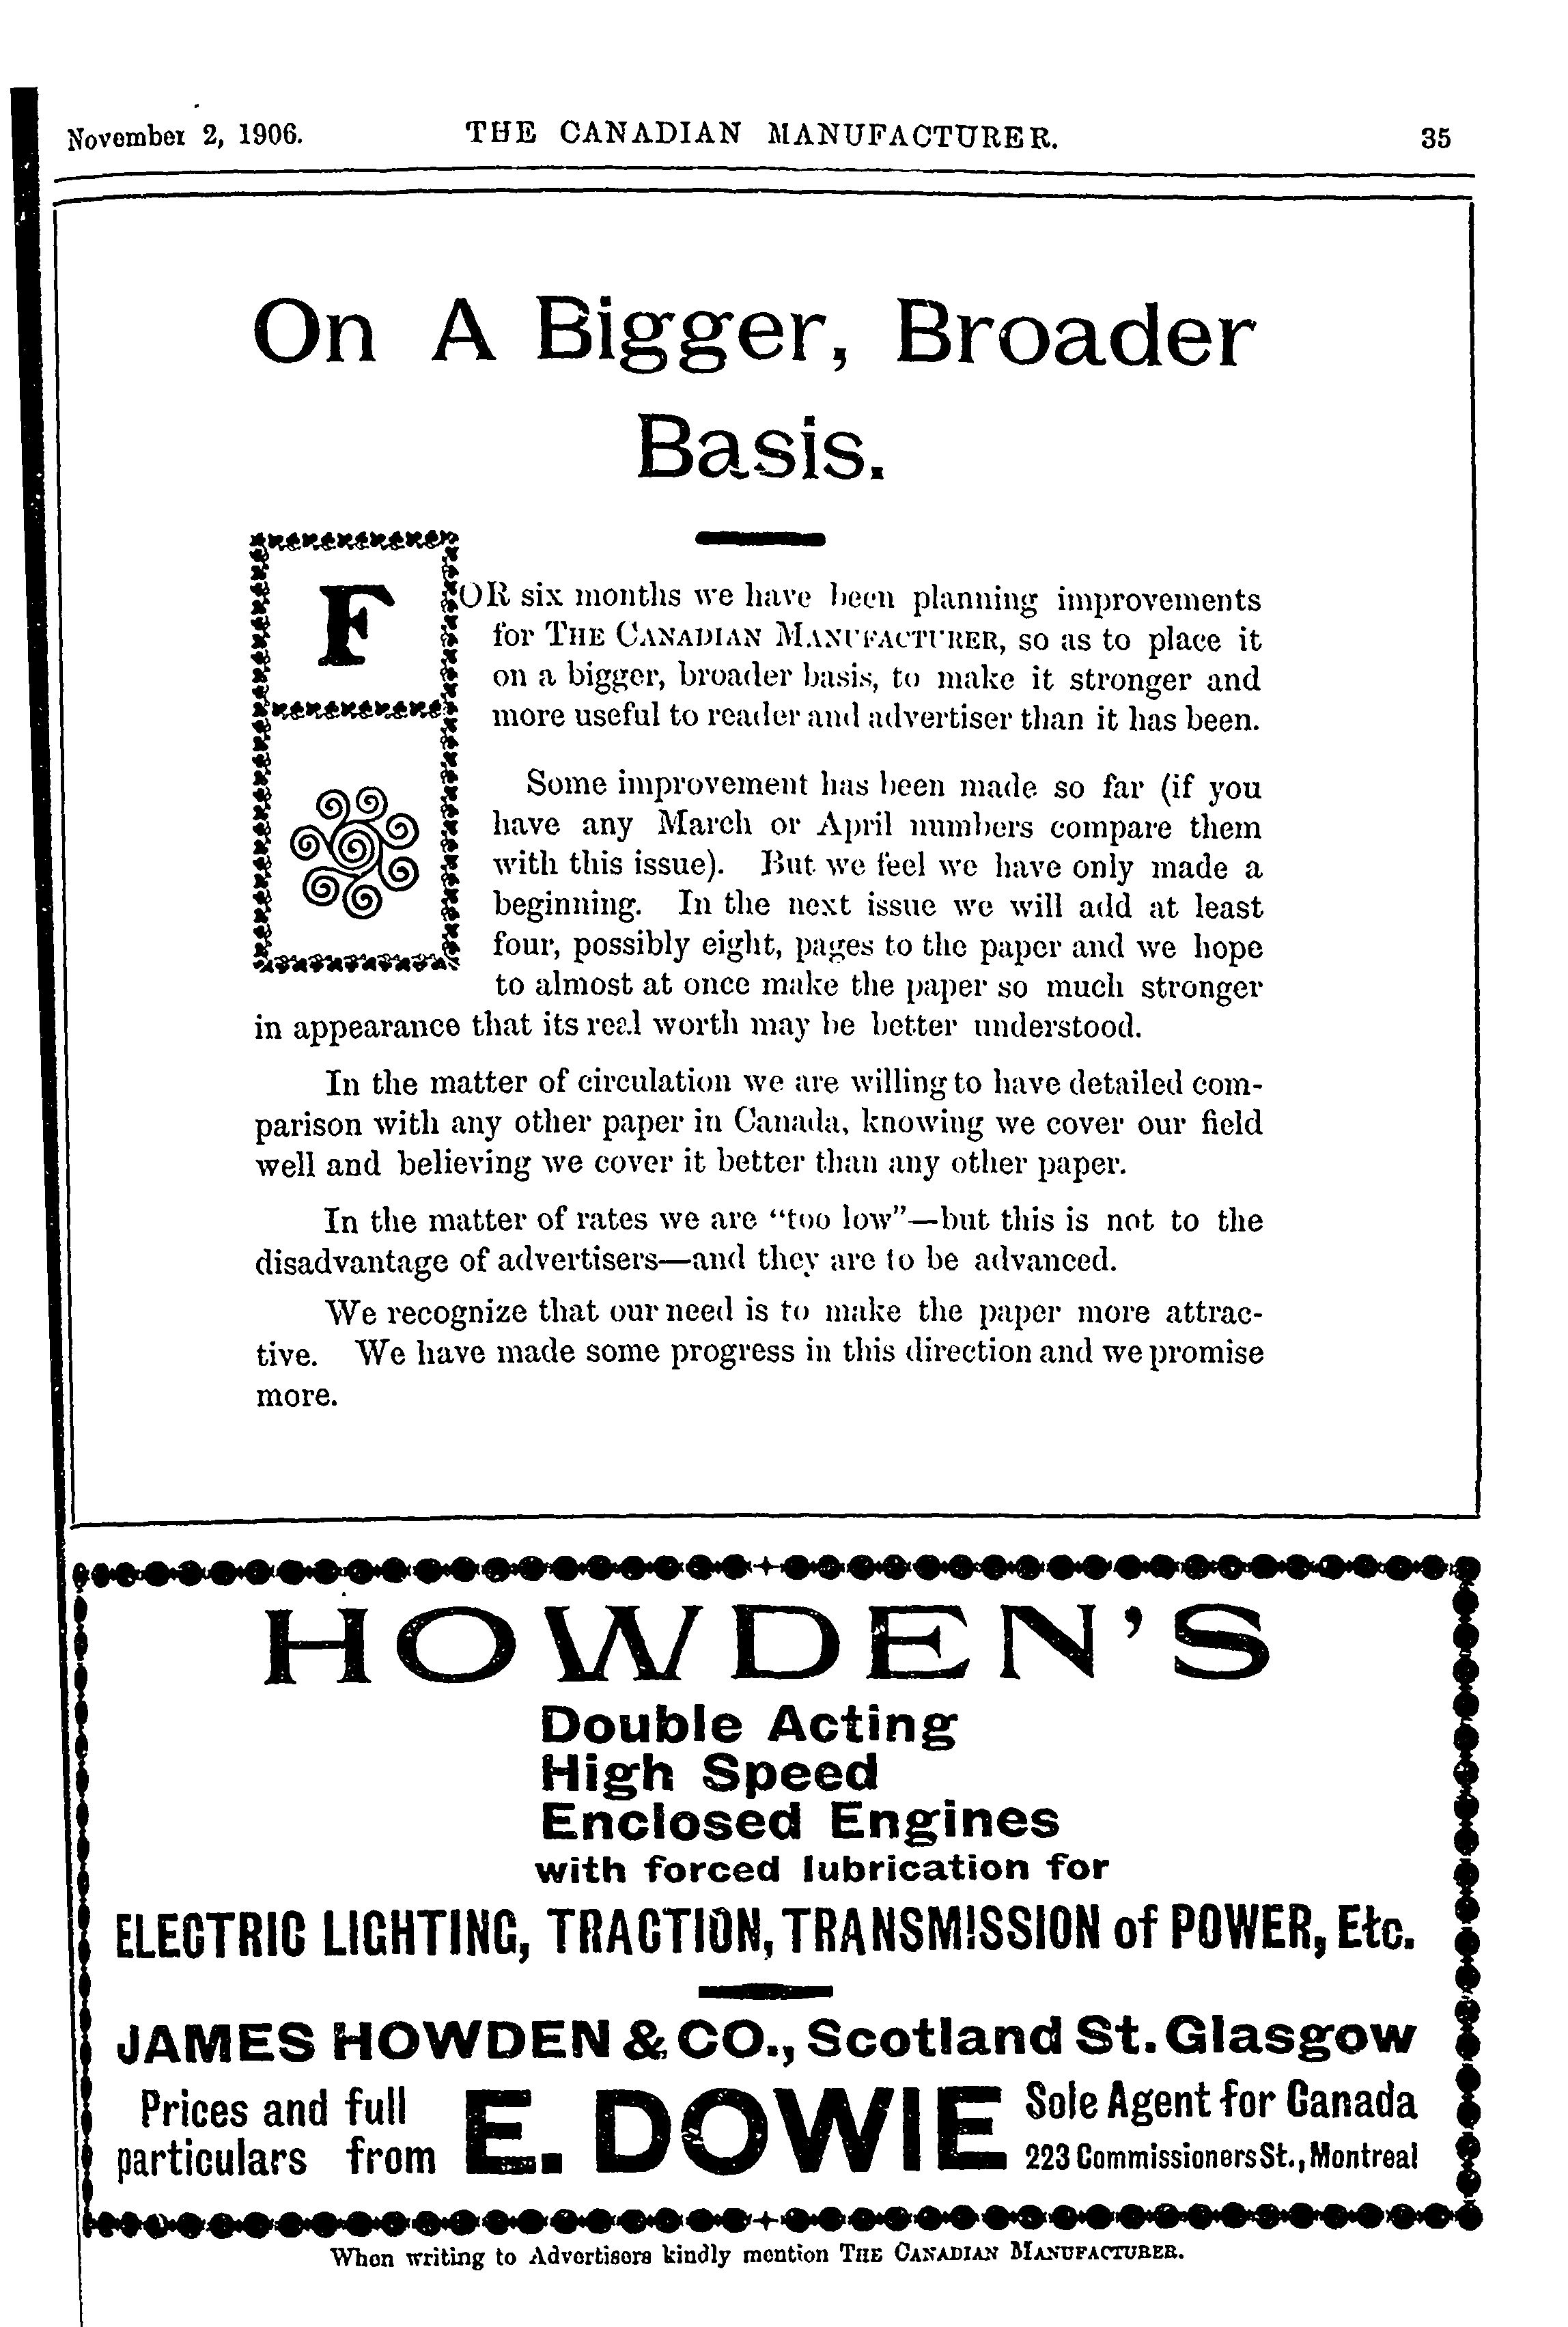 November 2, 1906. THE CANADIAN MANUFACTURER. 35
On A Bigger, Broader
Basis.
FOR six months we have been planning improvements
for THE CANADIAN MANUFACTURER, so as to place it
on a bigger, broader basis, to make it stronger and
more useful to reader and advertiser than it has been.
Some improvement has been made so far (if you
have any March or April numbers compare them
with this issue). But we feel we have only made a
beginning. In the next issue we will add at least
four, possibly eight, pages to the paper and we hope
to almost at once make the paper so much stronger
in appearance that its real worth may be better understood.
In the matter of circulation we are willing to have detailed com-
parison with any other paper in Canada, knowing we cover our field
well and believing we cover it better than any other paper.
In the matter of rates we are "too low"—but this is not to the
disadvantage of advertisers—and they are to be advanced.
We recognize that our need is to make the paper more attrac-
tive. We have made some progress in this direction and we promise
more.
HOWDEN'S
Double Acting
High Speed
Enclosed Engines
with forced lubrication for
ELECTRIC LIGHTING, TRACTION, TRANSMISSION of POWER, Etc.
JAMES HOWDEN & CO., Scotland St. Glasgow
Prices and full
particulars from
E. DOWIE
Sole Agent for Canada
223 Commissioners St., Montreal
When writing to Advertisers kindly mention THE CANADIAN MANUFACTURER.